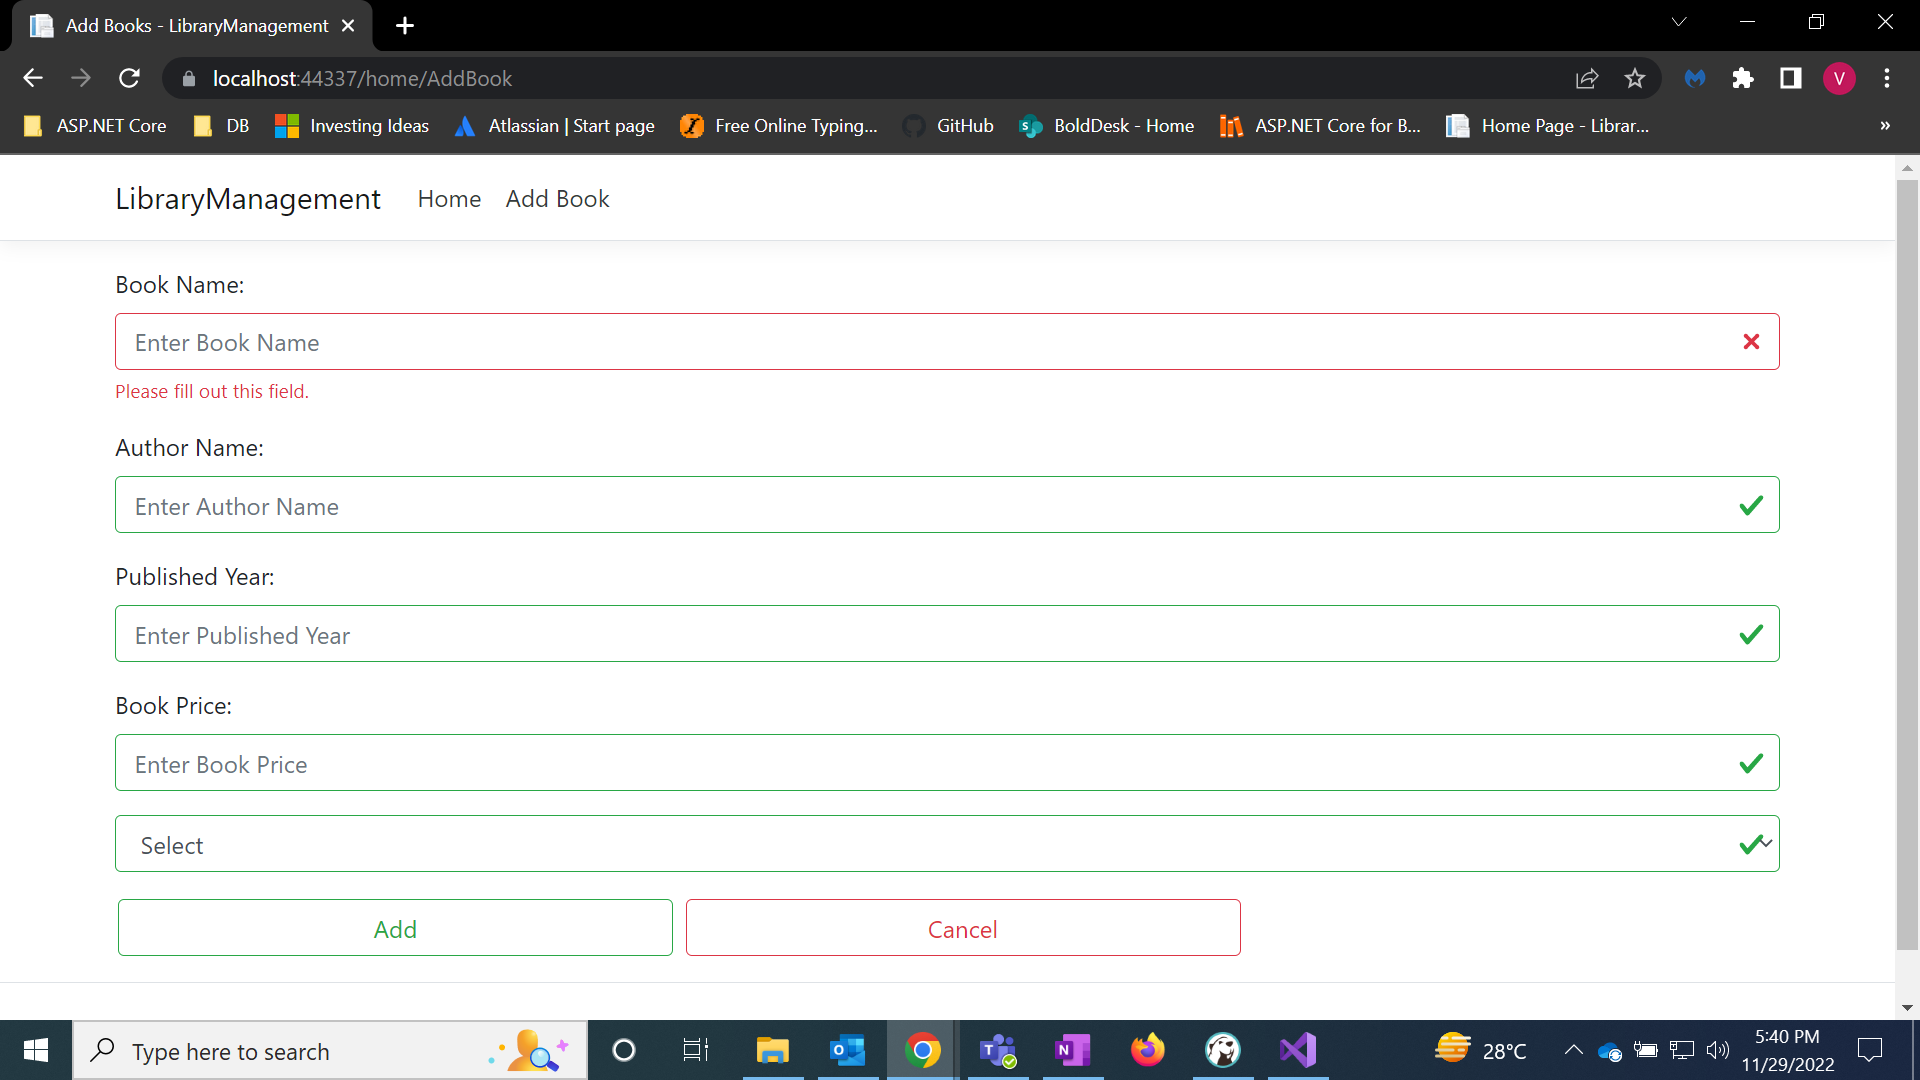 Add Books - LibraryManagement
localhost:44337/home/AddBook
V
ASP.NET Core
DB
Investing Ideas
Atlassian | Start page
Free Online Typing...
GitHub
BoldDesk - Home
ASP.NET Core for B...
Home Page - Librar...
»
LibraryManagement Home Add Book
Book Name:
Enter Book Name
Please fill out this field.
Author Name:
Enter Author Name
Published Year:
Enter Published Year
Book Price:
Enter Book Price
Select
Add
Cancel
Type here to search
28°C
5:40 PM
11/29/2022